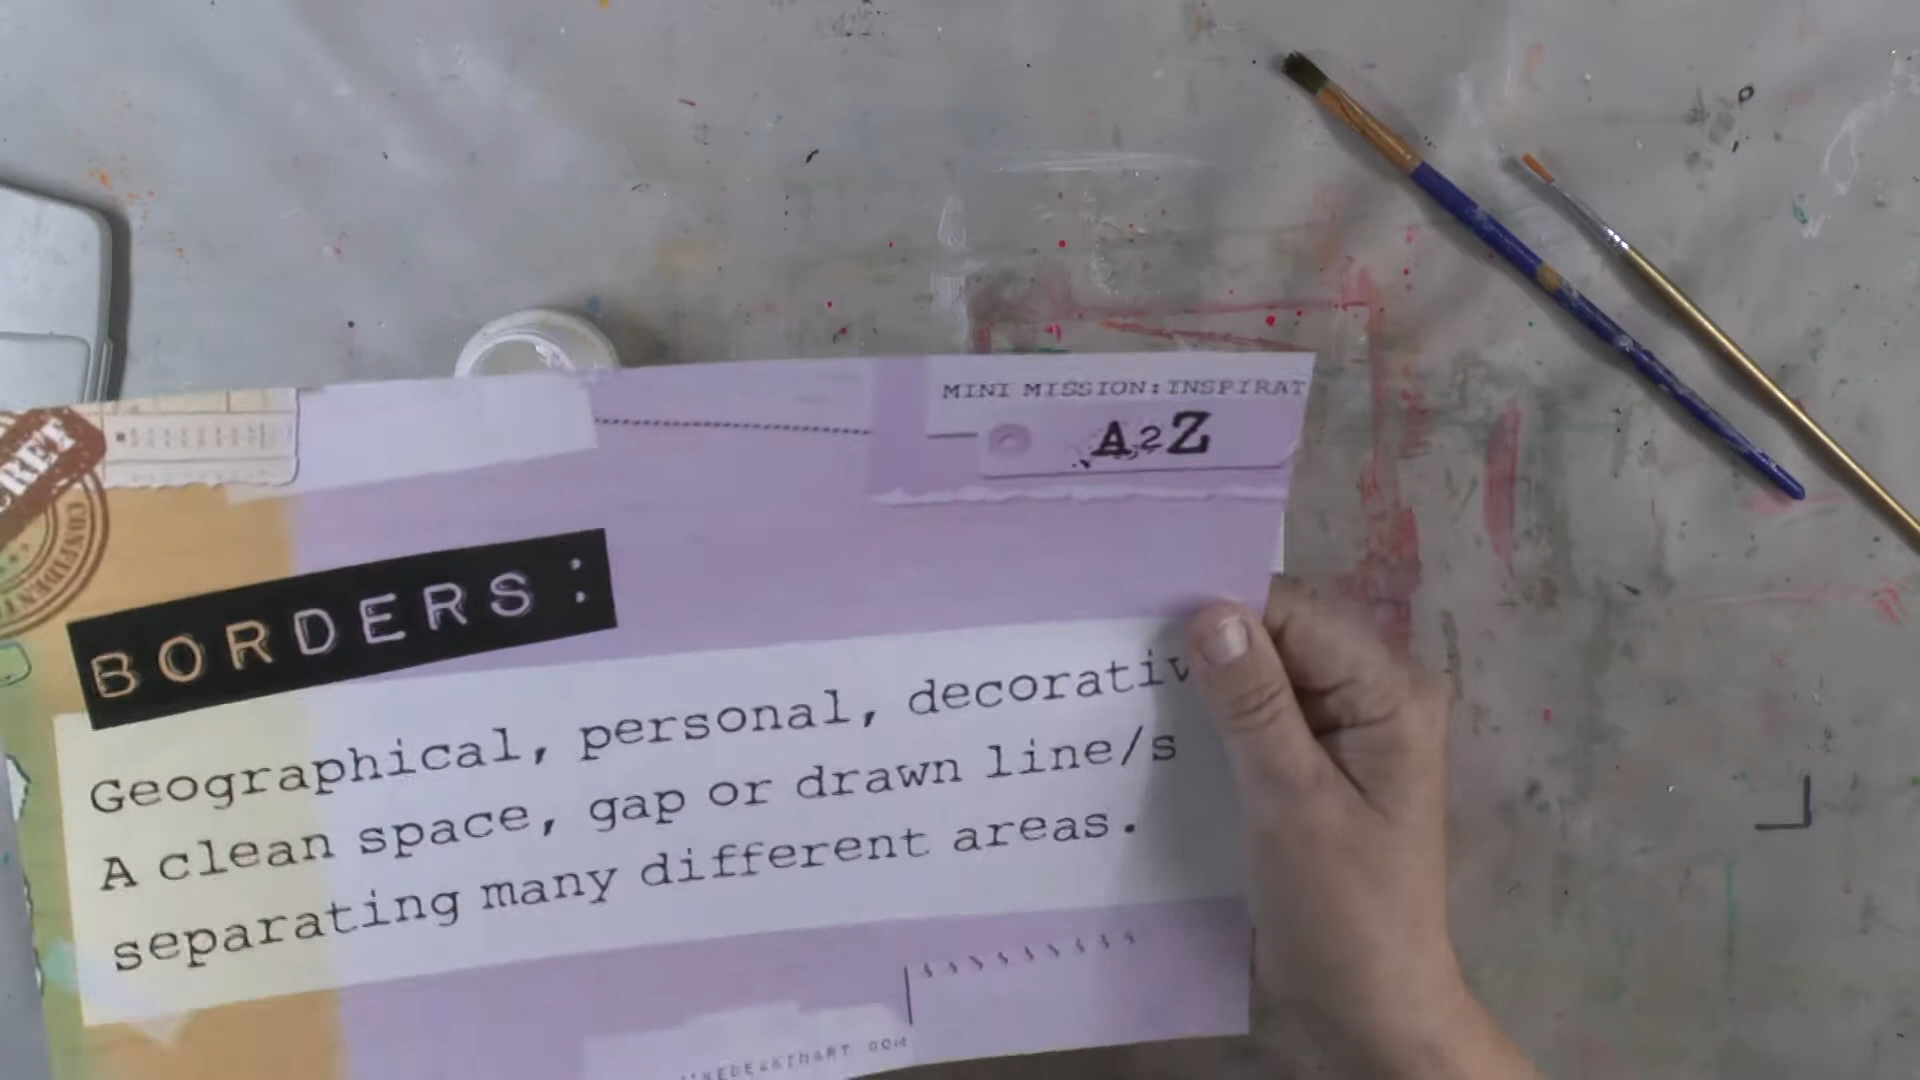 MINI MISSION:INSPIRAT
A2Z
BORDERS:
Geographical, personal, decorativ
A clean space, gap or drawn line/s
separating many different areas.